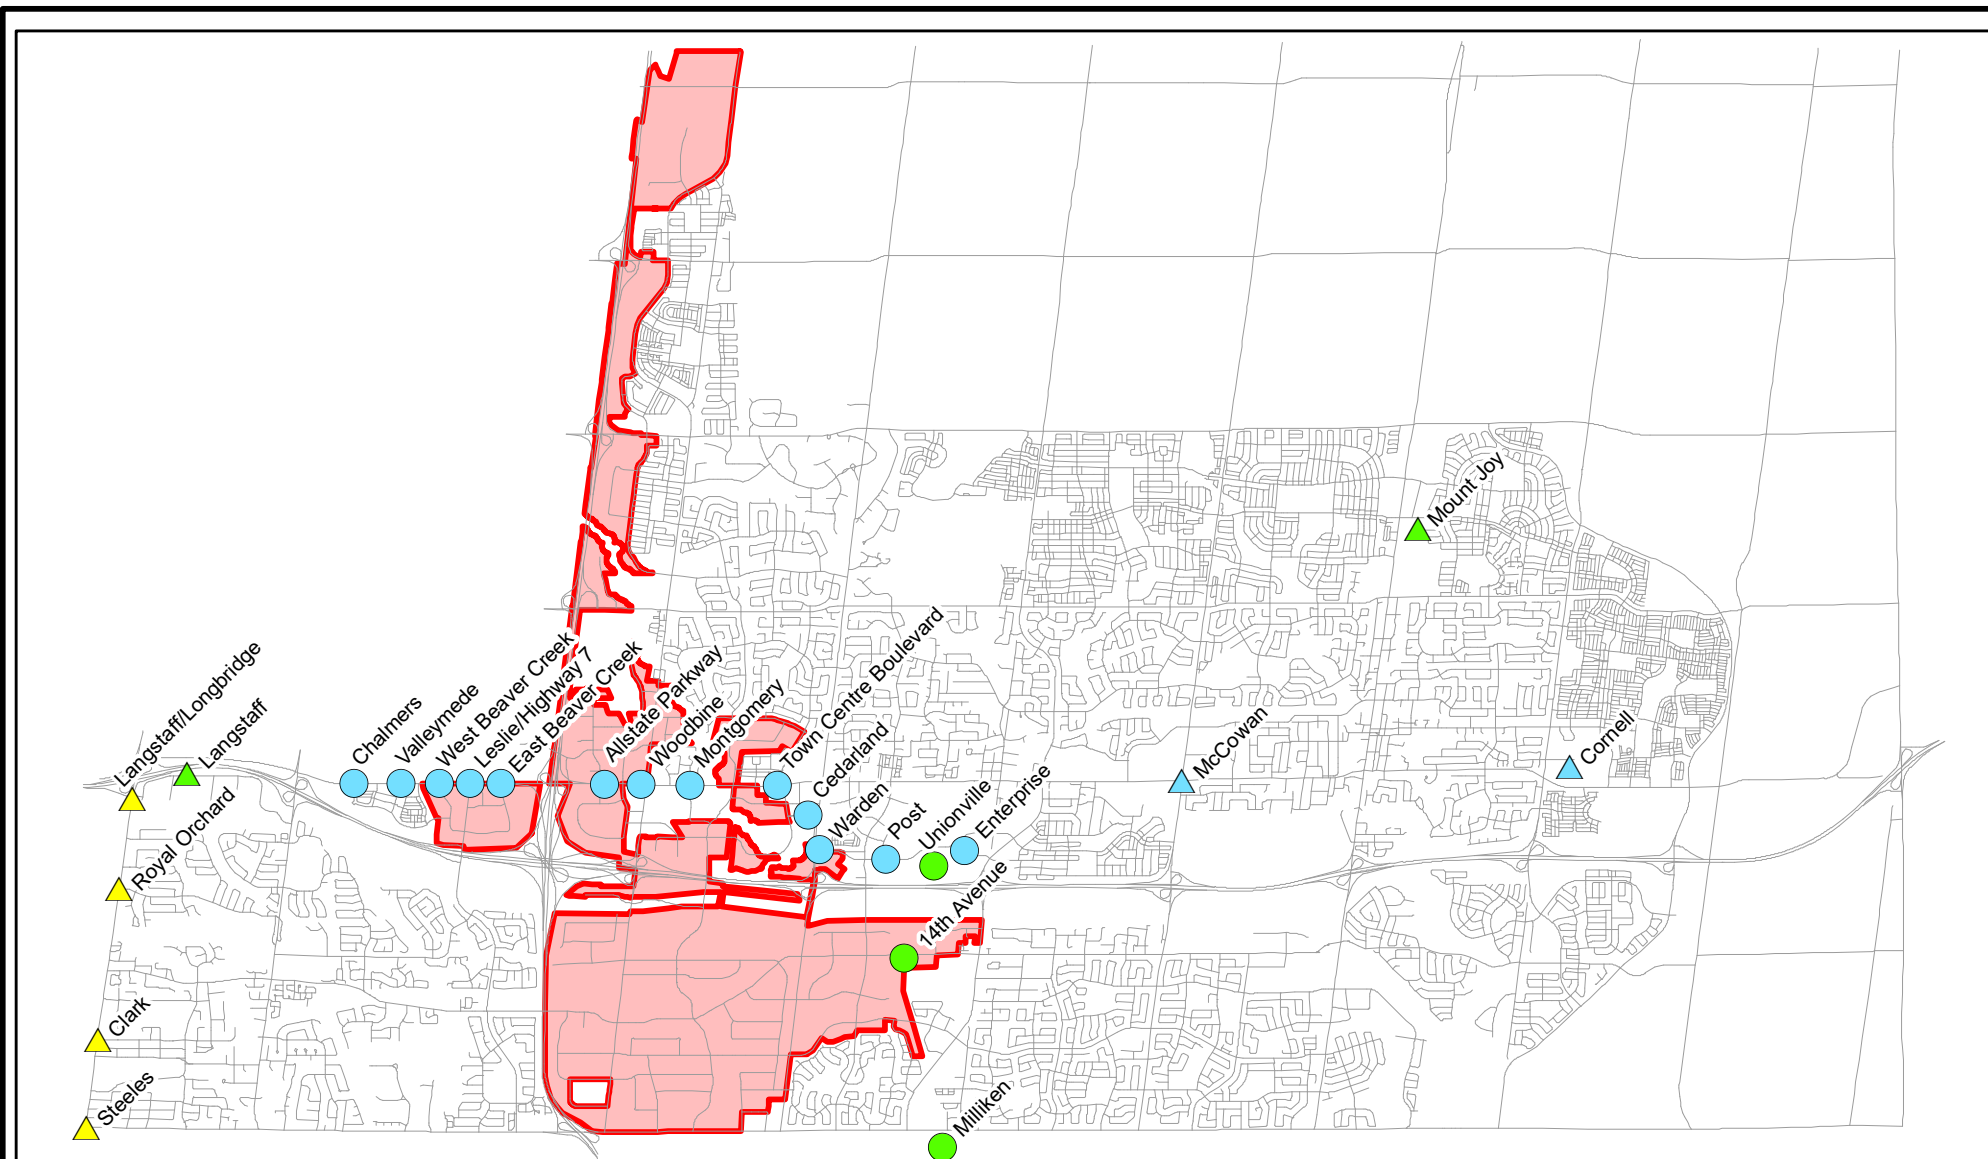 Mount Joy
Langstaff/Longbridge
Langstaff
Chalmers
Valleymede
West Beaver Creek
Leslie/Highway 7
East Beaver Creek
Allstate Parkway
Woodbine
Montgomery
Town Centre Boulevard
Cedarland
Warden
Post
Unionville
Enterprise
McCowan
Cornell
Royal Orchard
14th Avenue
Clark
Steeles
Milliken